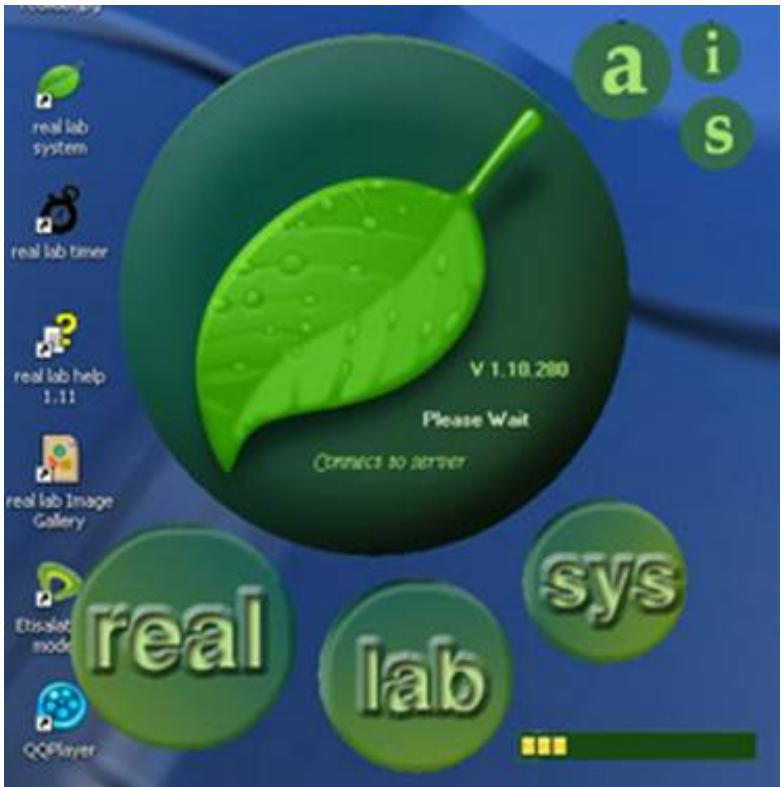 real lab
system
real lab timer
real lab help
1.11
real lab Image
Gallery
Etisalat
QQPlayer
a
i
s
V 1.10.280
Please Wait
Connect to server
real
lab
sys